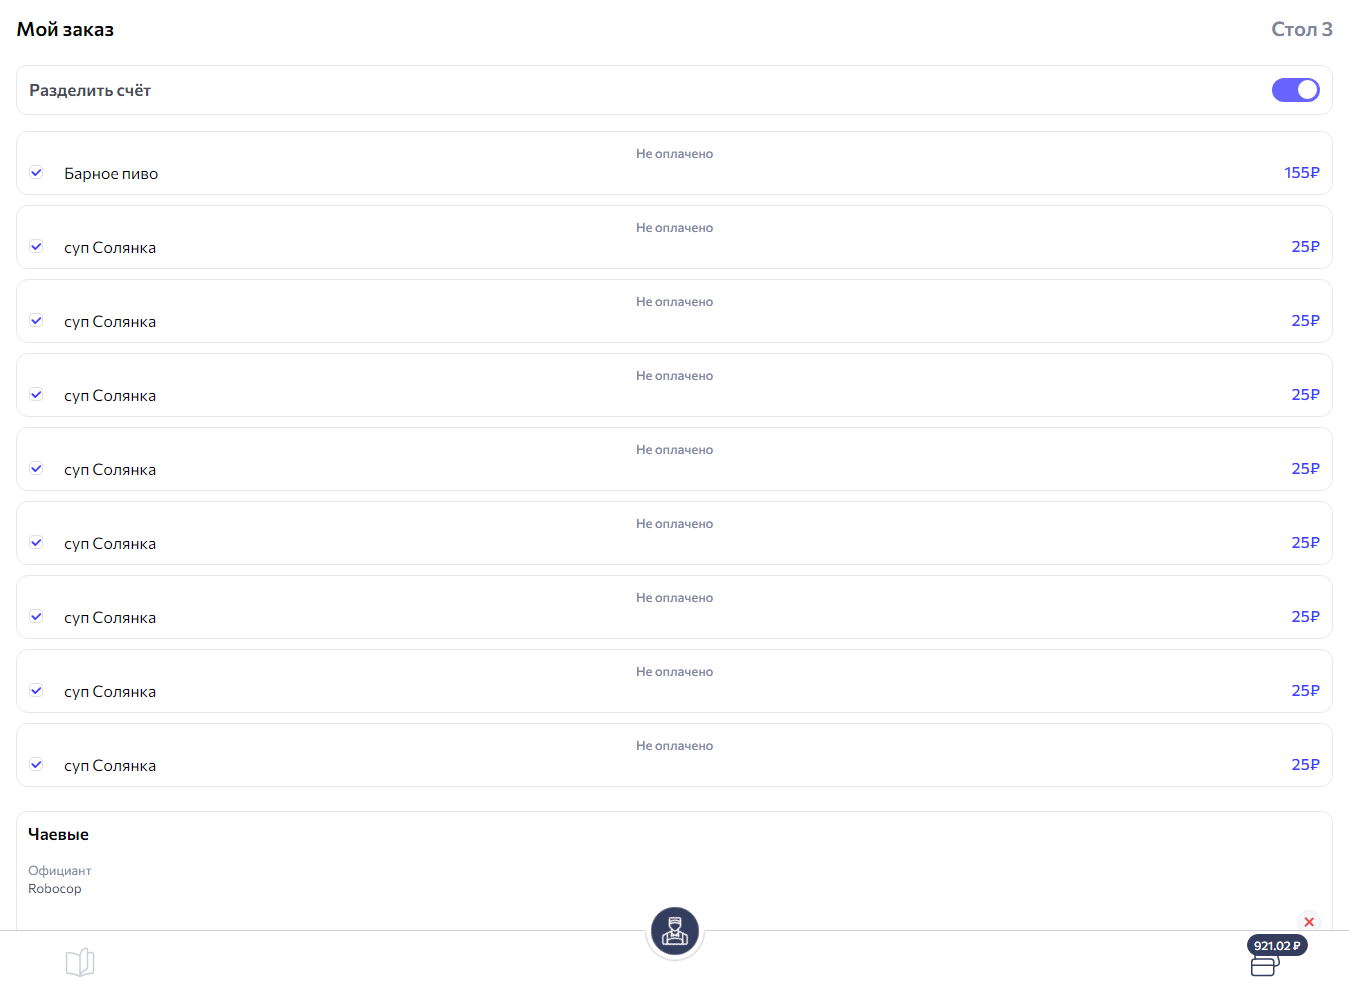 Мой заказ
Стол 3
Разделить счёт
Не оплачено
Барное пиво
155₽
Не оплачено
суп Солянка
25₽
Не оплачено
суп Солянка
25₽
Не оплачено
суп Солянка
25₽
Не оплачено
суп Солянка
25₽
Не оплачено
суп Солянка
25₽
Не оплачено
суп Солянка
25₽
Не оплачено
суп Солянка
25₽
Не оплачено
суп Солянка
25₽
Чаевые
Официант
Robocop
921.02 ₽